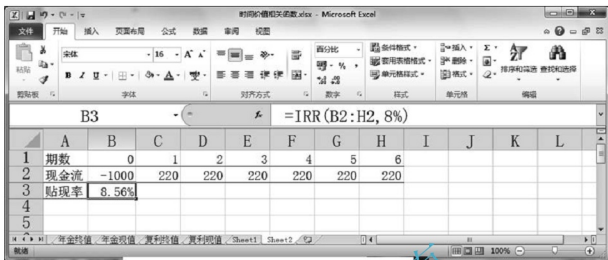 时间价值相关函数.xlsx - Microsoft Excel
文件 开始 插入 页面布局 公式 数据 审阅 视图
宋体 16 A A 百分比 条件格式 插入 Σ
粘贴 % , 套用表格格式 删除 排序和筛选 查找和选择
B I U A 单元格样式 格式
剪贴板 字体 对齐方式 数字 样式 单元格 编辑
B3 fx =IRR(B2:H2,8%)
A B C D E F G H I J K L
1 期数 0 1 2 3 4 5 6
2 现金流 -1000 220 220 220 220 220 220
3 贴现率 8.56%
4
5
年金终值 年金现值 复利终值 复利现值 Sheet1 Sheet2
就绪 100%